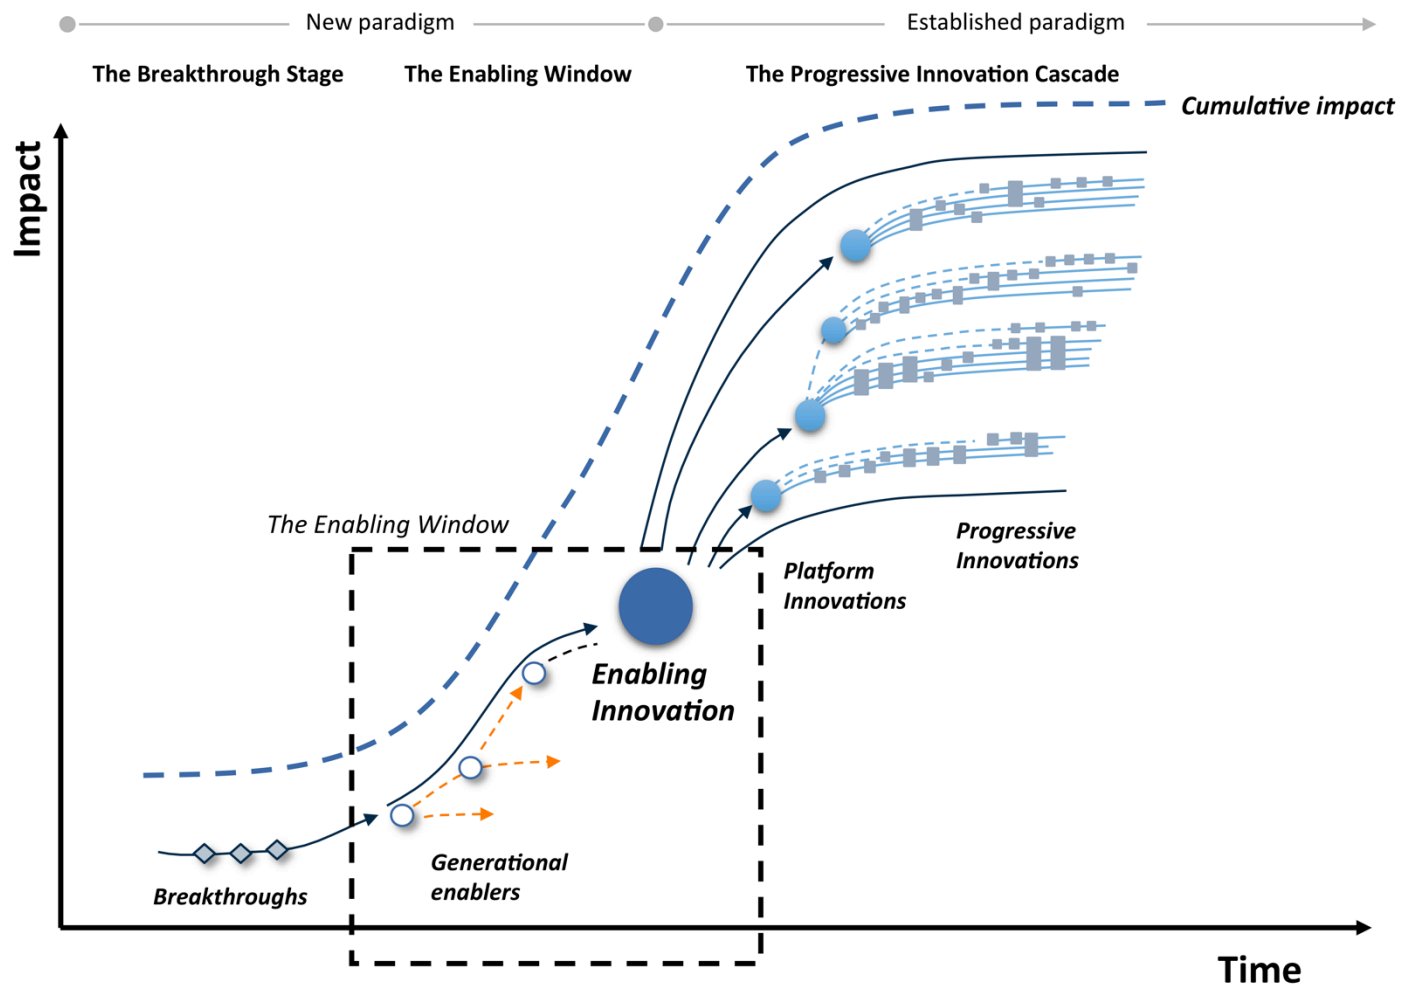 New paradigm
Established paradigm
The Breakthrough Stage
The Enabling Window
The Progressive Innovation Cascade
Cumulative impact
Impact
The Enabling Window
Progressive
Innovations
Platform
Innovations
Enabling
Innovation
Generational
enablers
Breakthroughs
Time